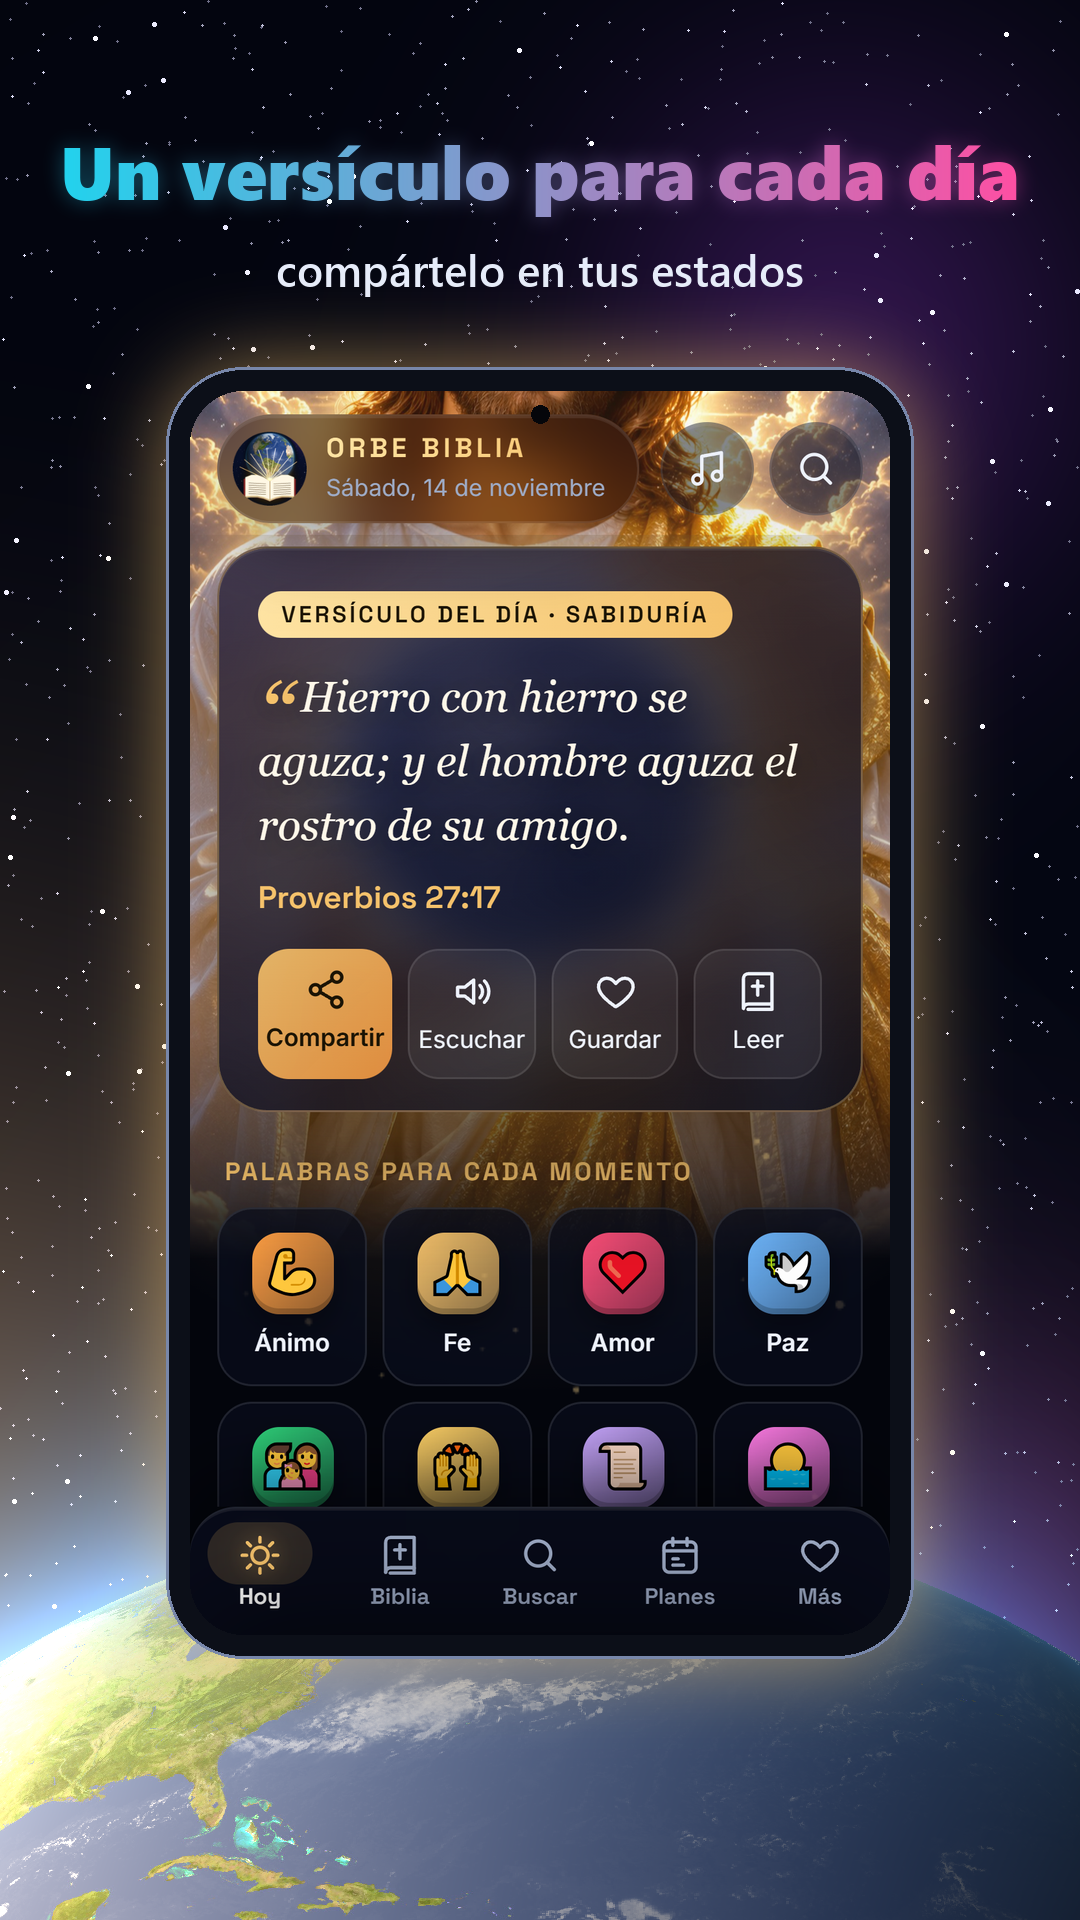 Un versículo para cada día
compártelo en tus estados
ORBE BIBLIA
Sábado, 14 de noviembre
VERSÍCULO DEL DÍA · SABIDURÍA
“Hierro con hierro se
aguza; y el hombre aguza el
rostro de su amigo.
Proverbios 27:17
Compartir Escuchar Guardar Leer
PALABRAS PARA CADA MOMENTO
Ánimo Fe Amor Paz
Hoy Biblia Buscar Planes Más